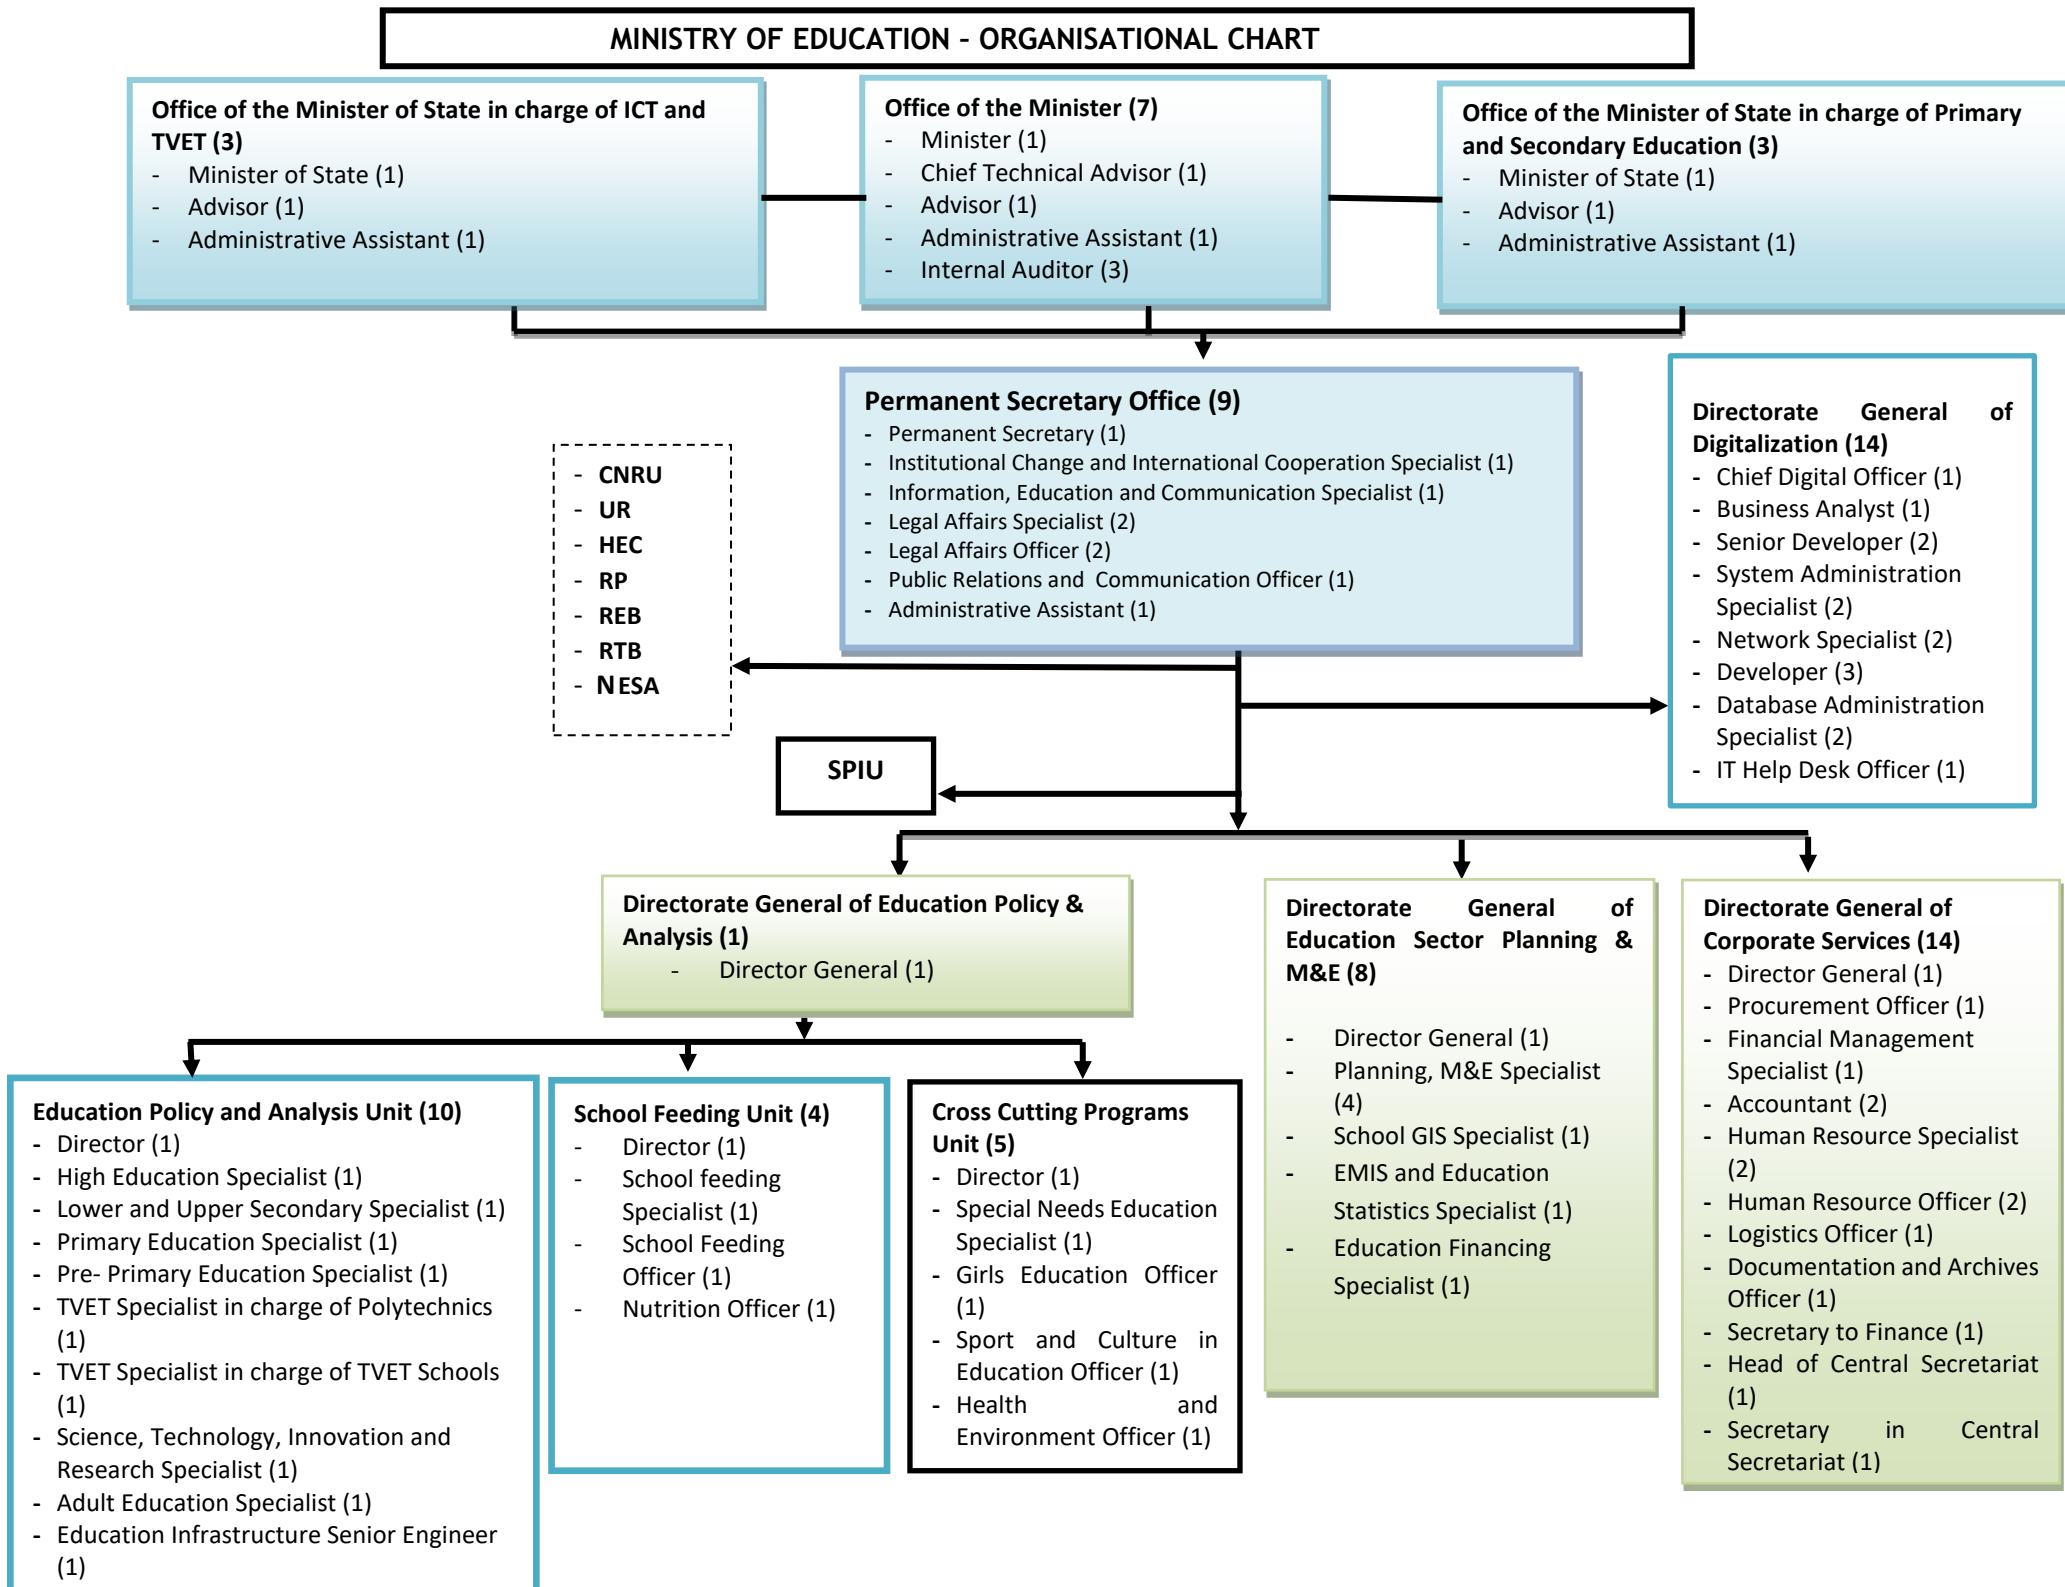 MINISTRY OF EDUCATION – ORGANISATIONAL CHART
Office of the Minister of State in charge of ICT and
TVET (3)
- Minister of State (1)
- Advisor (1)
- Administrative Assistant (1)
Office of the Minister (7)
- Minister (1)
- Chief Technical Advisor (1)
- Advisor (1)
- Administrative Assistant (1)
- Internal Auditor (3)
Office of the Minister of State in charge of Primary
and Secondary Education (3)
- Minister of State (1)
- Advisor (1)
- Administrative Assistant (1)
Permanent Secretary Office (9)
- Permanent Secretary (1)
- Institutional Change and International Cooperation Specialist (1)
- Information, Education and Communication Specialist (1)
- Legal Affairs Specialist (2)
- Legal Affairs Officer (2)
- Public Relations and Communication Officer (1)
- Administrative Assistant (1)
Directorate General of
Digitalization (14)
- Chief Digital Officer (1)
- Business Analyst (1)
- Senior Developer (2)
- System Administration
Specialist (2)
- Network Specialist (2)
- Developer (3)
- Database Administration
Specialist (2)
- IT Help Desk Officer (1)
- CNRU
- UR
- HEC
- RP
- REB
- RTB
- NESA
SPIU
Directorate General of Education Policy &
Analysis (1)
- Director General (1)
Directorate General of
Education Sector Planning &
M&E (8)
- Director General (1)
- Planning, M&E Specialist
(4)
- School GIS Specialist (1)
- EMIS and Education
Statistics Specialist (1)
- Education Financing
Specialist (1)
Directorate General of
Corporate Services (14)
- Director General (1)
- Procurement Officer (1)
- Financial Management
Specialist (1)
- Accountant (2)
- Human Resource Specialist
(2)
- Human Resource Officer (2)
- Logistics Officer (1)
- Documentation and Archives
Officer (1)
- Secretary to Finance (1)
- Head of Central Secretariat
(1)
- Secretary in Central
Secretariat (1)
Education Policy and Analysis Unit (10)
- Director (1)
- High Education Specialist (1)
- Lower and Upper Secondary Specialist (1)
- Primary Education Specialist (1)
- Pre- Primary Education Specialist (1)
- TVET Specialist in charge of Polytechnics
(1)
- TVET Specialist in charge of TVET Schools
(1)
- Science, Technology, Innovation and
Research Specialist (1)
- Adult Education Specialist (1)
- Education Infrastructure Senior Engineer
(1)
School Feeding Unit (4)
- Director (1)
- School feeding
Specialist (1)
- School Feeding
Officer (1)
- Nutrition Officer (1)
Cross Cutting Programs
Unit (5)
- Director (1)
- Special Needs Education
Specialist (1)
- Girls Education Officer
(1)
- Sport and Culture in
Education Officer (1)
- Health and
Environment Officer (1)